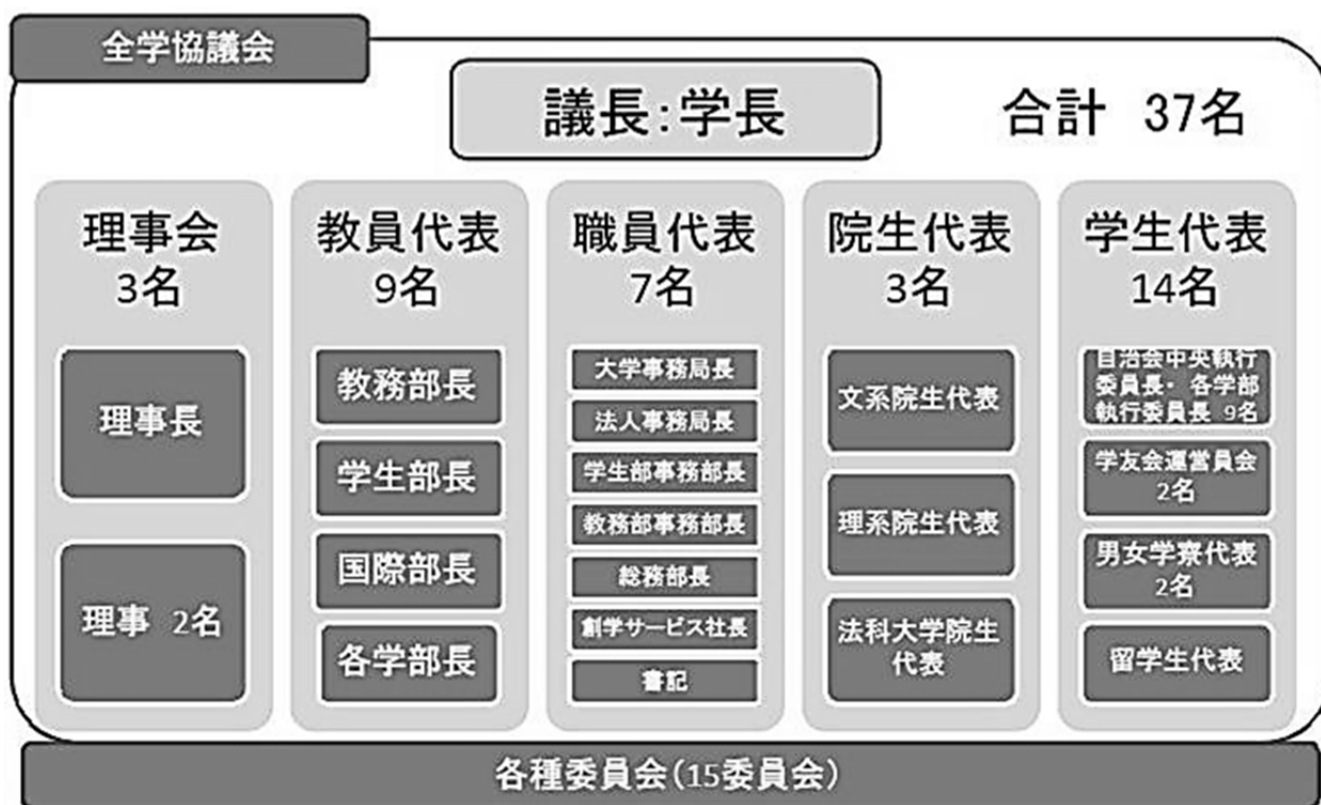 全学協議会
議長:学長
合計 37名
理事会
3名
理事長
理事 2名
教員代表
9名
教務部長
学生部長
国際部長
各学部長
職員代表
7名
大学事務局長
法人事務局長
学生部事務部長
教務部事務部長
総務部長
創学サービス社長
書記
院生代表
3名
文系院生代表
理系院生代表
法科大学院生
代表
学生代表
14名
自治会中央執行
委員長・各学部
執行委員長 9名
学友会運営員会
2名
男女学寮代表
2名
留学生代表
各種委員会(15委員会)